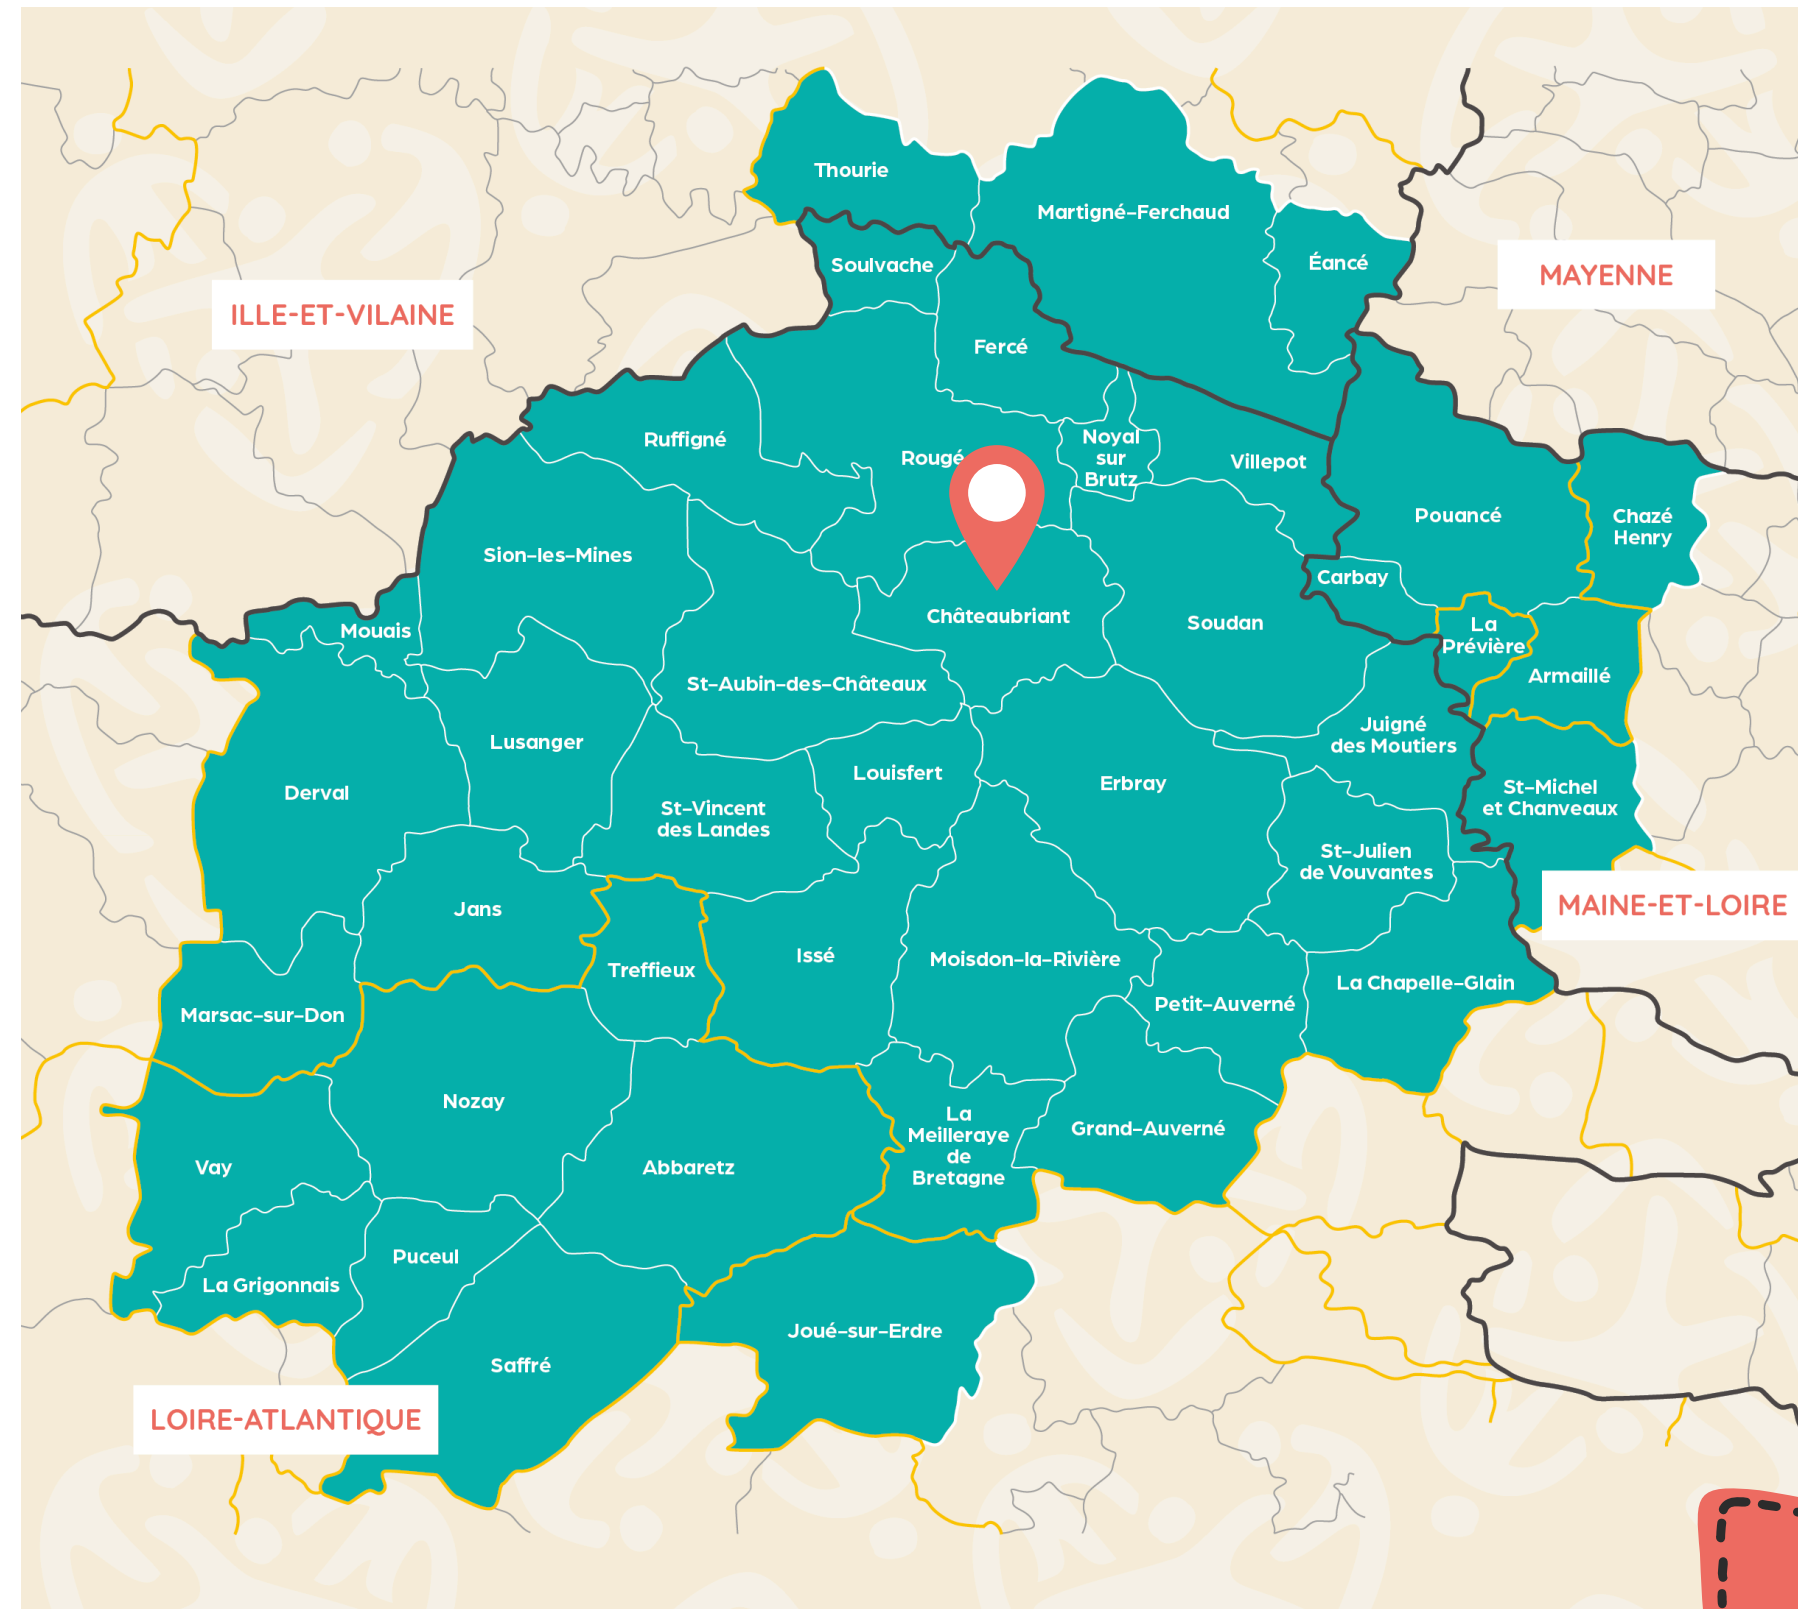 Thourie
Martigné-Ferchaud
Soulvache
Éancé
MAYENNE
ILLE-ET-VILAINE
Fercé
Ruffigné
Rougé
Noyal
sur
Brutz
Villepot
Pouancé
Chazé
Henry
Sion-les-Mines
Carbay
Châteaubriant
Soudan
Mouais
La
Prévière
Armaillé
St-Aubin-des-Châteaux
Lusanger
Juigné
des Moutiers
Derval
Louisfert
Erbray
St-Michel
et Chanveaux
St-Vincent
des Landes
St-Julien
de Vouvantes
Jans
MAINE-ET-LOIRE
Treffieux
Issé
Moisdon-la-Rivière
La Chapelle-Glain
Marsac-sur-Don
Petit-Auverné
Nozay
La
Meilleraye
de
Bretagne
Grand-Auverné
Vay
Abbaretz
Puceul
La Grigonnais
Joué-sur-Erdre
Saffré
LOIRE-ATLANTIQUE